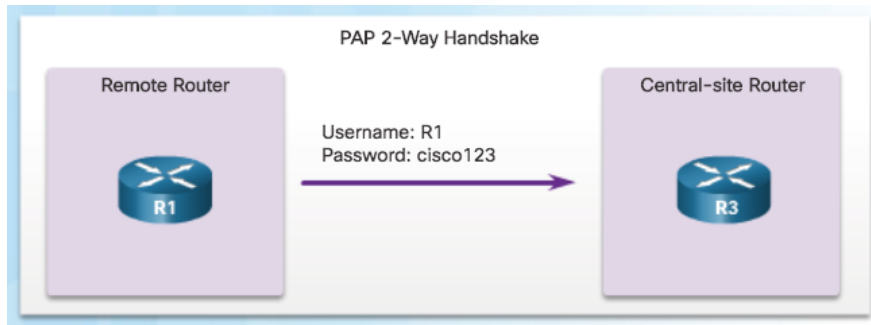 PAP 2-Way Handshake
Remote Router
Central-site Router
Username: R1
Password: cisco123
R1
R3